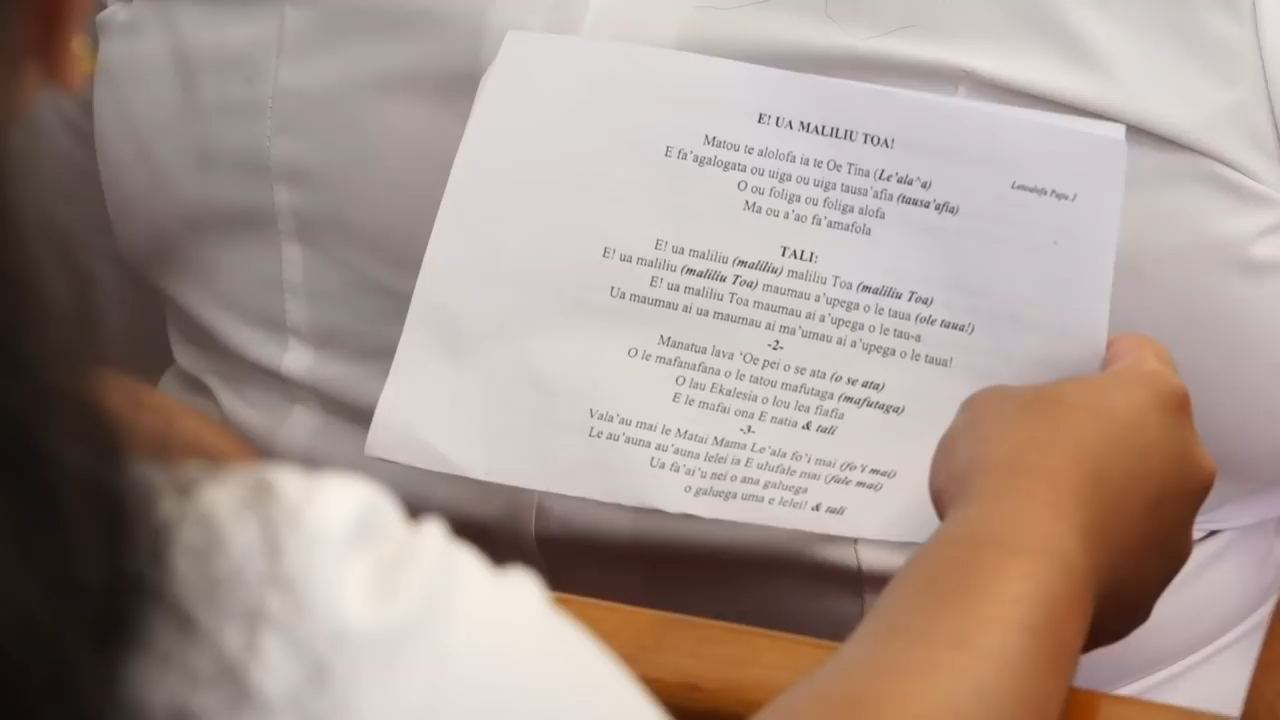 E! UA MALILIU TOA!
Matou te alolofa ia te Oe Tina (Le'ala^a)
E fa'agalogata ou uiga ou uiga tausa'afia (tausa'afia)
O ou foliga ou foliga alofa
Ma ou a'ao fa'amafola
TALI:
E! ua maliliu (maliliu) maliliu Toa (maliliu Toa)
E! ua maliliu (maliliu Toa) maumau a'upega o le taua (ole taua!)
E! ua maliliu Toa maumau ai a'upega o le tau-a
Ua maumau ai ua maumau ai ma'umau ai a'upega o le taua!
-2-
Manatua lava 'Oe pei o se ata (o se ata)
O le mafanafana o le tatou mafutaga (mafutaga)
O lau Ekalesia o lou lea fiafia
E le mafai ona E natia & tali
-3-
Vala'au mai le Matai Mama Le'ala fo'i mai (fo'i mai)
Le au'auna au'auna lelei ia E ulufale mai (fale mai)
Ua fa'ai'u nei o ana galuega
o galuega uma e lelei! & tali